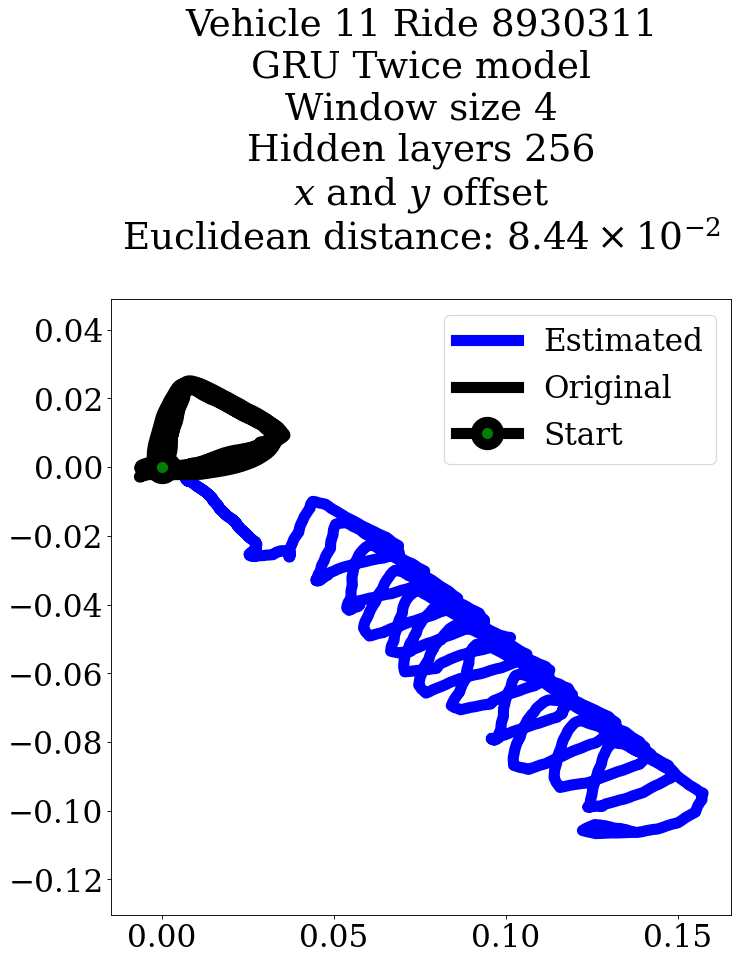 Vehicle 11 Ride 8930311
GRU Twice model
Window size 4
Hidden layers 256
x and y offset
Euclidean distance: 8.44 × 10⁻²
Estimated
Original
Start
0.04
0.02
0.00
−0.02
−0.04
−0.06
−0.08
−0.10
−0.12
0.00 0.05 0.10 0.15